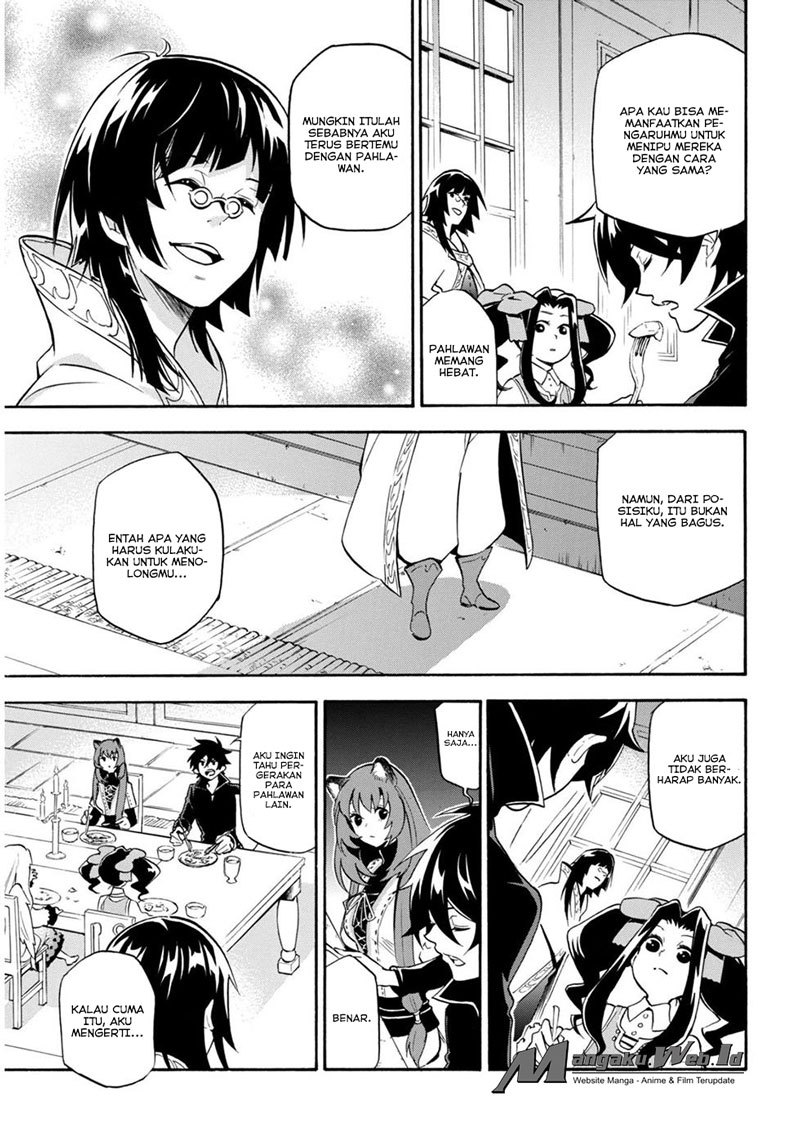 APA KAU BISA ME-
MANFAATKAN PE-
NGARUHMU UNTUK
MENIPU MEREKA
DENGAN CARA
YANG SAMA?
PAHLAWAN
MEMANG
HEBAT.
MUNGKIN ITULAH
SEBABNYA AKU
TERUS BERTEMU
DENGAN PAHLA-
WAN.
NAMUN, DARI PO-
SISIKU, ITU BUKAN
HAL YANG BAGUS.
ENTAH APA YANG
HARUS KULAKU-
KAN UNTUK MENO-
LONGMU...
AKU JUGA
TIDAK BER-
HARAP BANYAK.
HANYA
SAJA...
BENAR.
AKU INGIN
TAHU PER-
GERAKAN
PARA
PAHLAWAN
LAIN.
KALAU CUMA
ITU, AKU
MENGERTI...
Mangaku.Web.Id
Website Manga - Anime & Film Terupdate